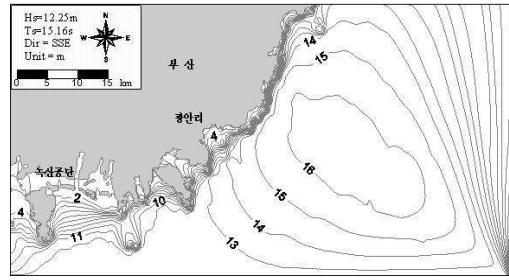 Hs=12.25m
Ts=15.16s
Dir = SSE
Unit = m
N
W
E
S
0 5 10 15
km
부 산
광안리
녹산공단
14
15
4
18
16
14
13
10
2
4
11